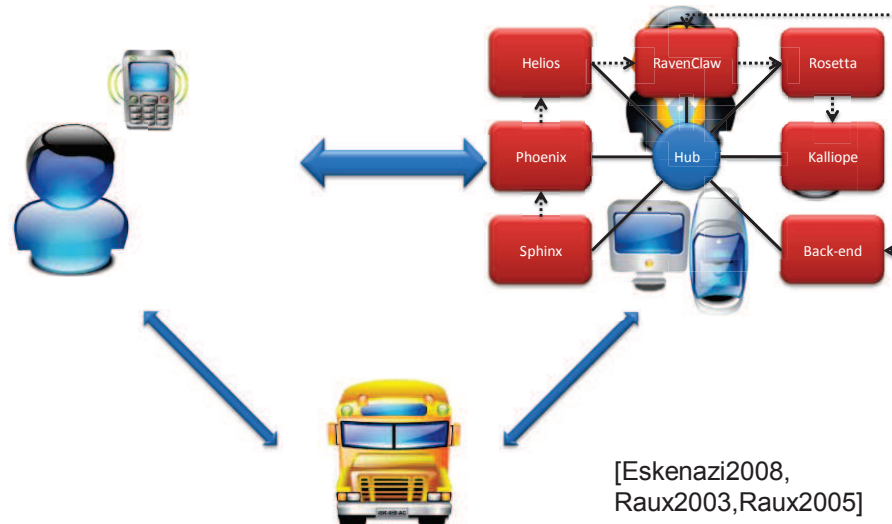 Helios
RavenClaw
Rosetta
Phoenix
Hub
Kalliope
Sphinx
Back-end
[Eskenazi2008,
Raux2003,Raux2005]